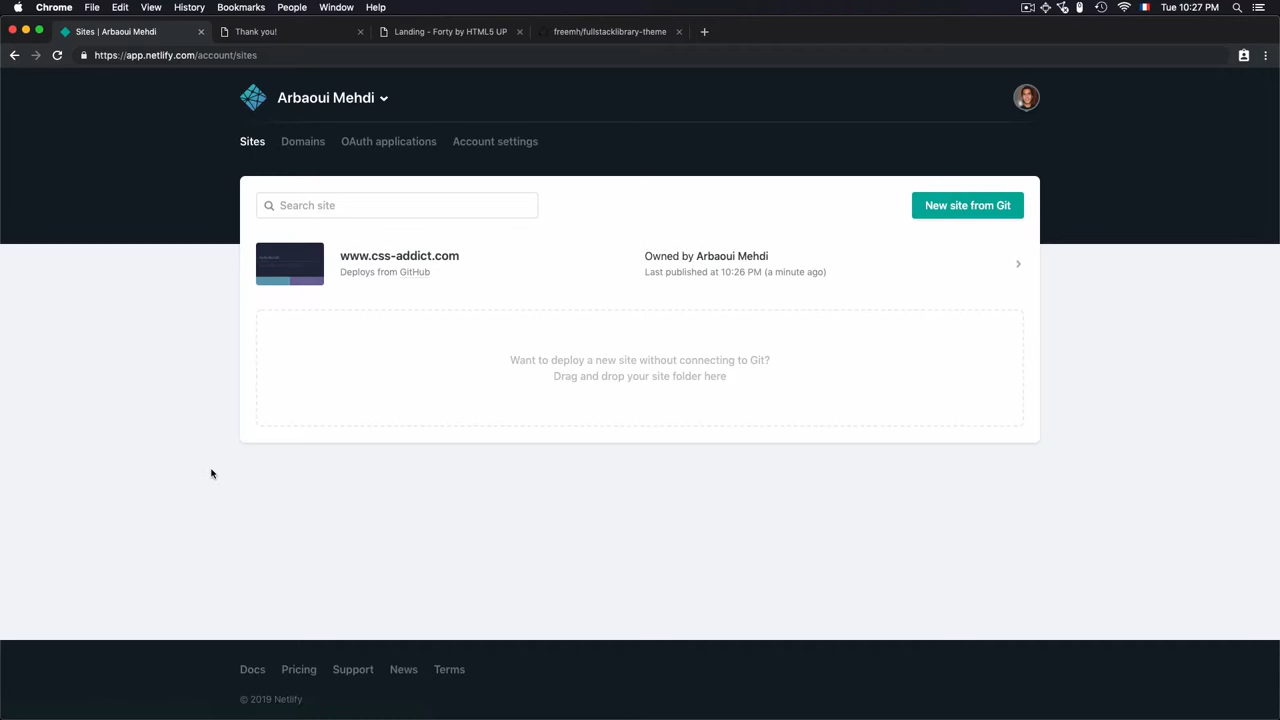 Chrome File Edit View History Bookmarks People Window Help Tue 10:27 PM
Sites | Arbaoui Mehdi Thank you! Landing - Forty by HTML5 UP freemh/fullstacklibrary-theme
https://app.netlify.com/account/sites
Arbaoui Mehdi
Sites Domains OAuth applications Account settings
Search site New site from Git
www.css-addict.com Owned by Arbaoui Mehdi
Deploys from GitHub Last published at 10:26 PM (a minute ago)
Want to deploy a new site without connecting to Git?
Drag and drop your site folder here
Docs Pricing Support News Terms
© 2019 Netlify